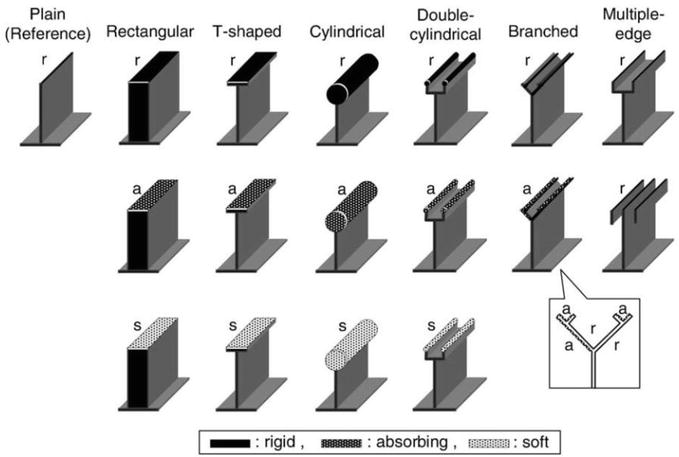 Plain
(Reference)
Rectangular
T-shaped
Cylindrical
Double-
cylindrical
Branched
Multiple-
edge
r r r r r r r
a a a a a r
s s s s
a a
r
a r
: rigid , : absorbing , : soft